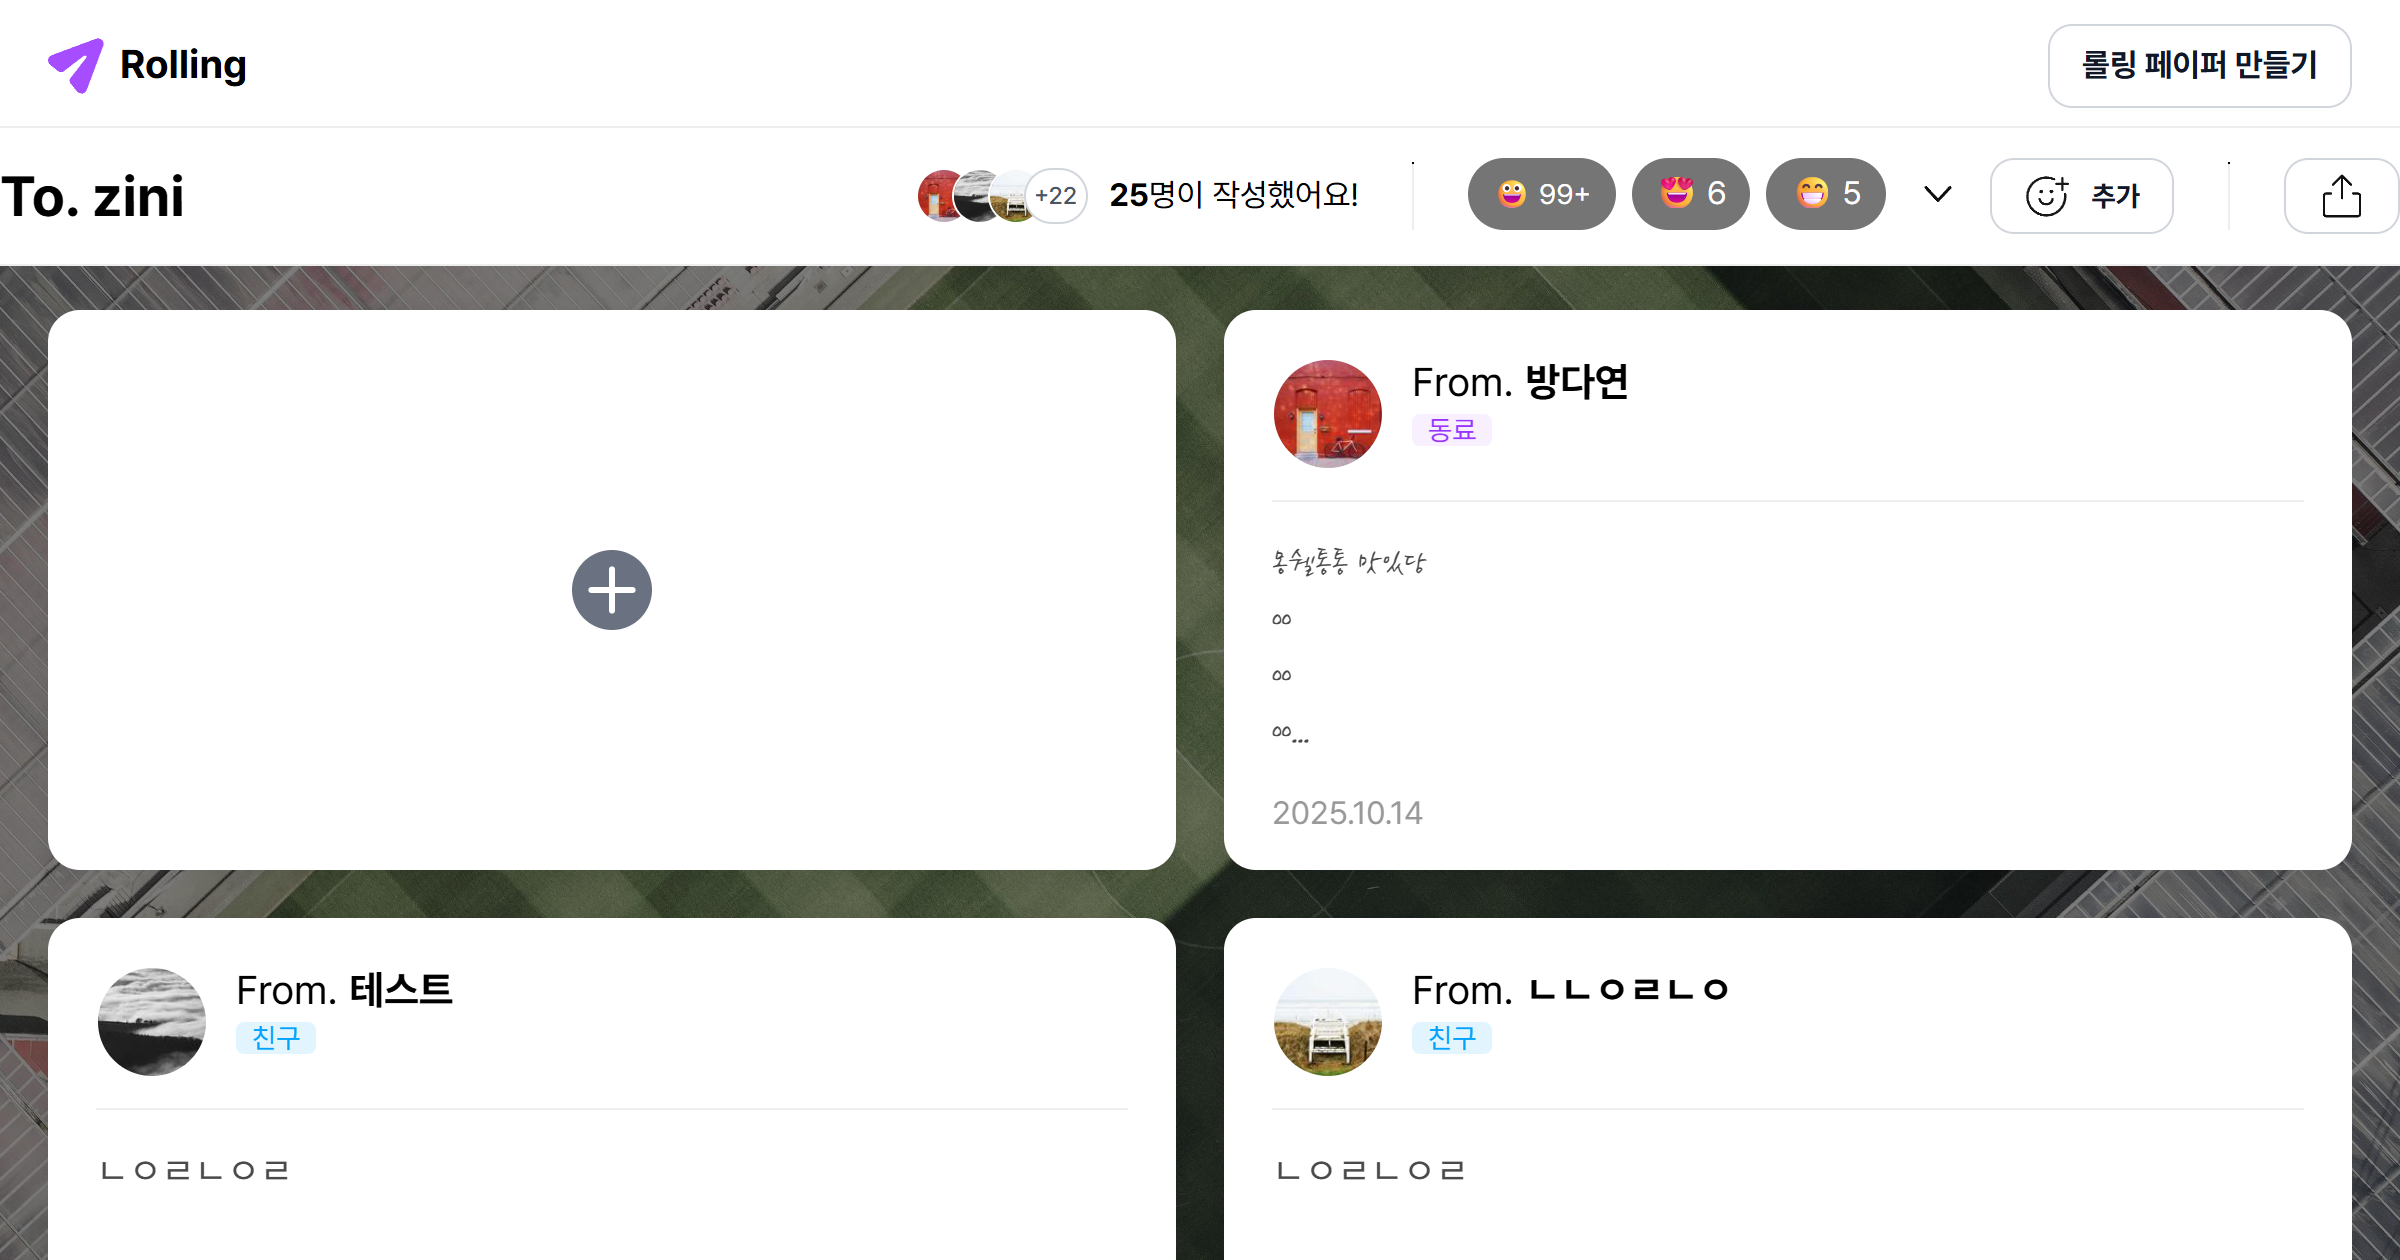 Rolling
롤링 페이퍼 만들기
To. zini
+22
25명이 작성했어요!
99+
6
5
추가
From. 방다연
동료
몽쉘통통 맛있당
ㅇㅇ
ㅇㅇ
ㅇㅇ...
2025.10.14
From. 테스트
친구
ㄴㅇㄹㄴㅇㄹ
From. ㄴㄴㅇㄹㄴㅇ
친구
ㄴㅇㄹㄴㅇㄹ